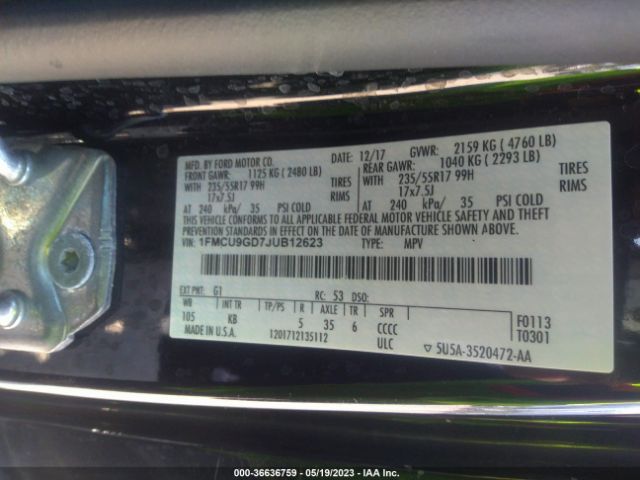 MFD. BY FORD MOTOR CO.
DATE: 12/17 GVWR: 2159 KG ( 4760 LB)
FRONT GAWR: 1125 KG ( 2480 LB) REAR GAWR: 1040 KG ( 2293 LB)
WITH 235/55R17 99H TIRES WITH 235/55R17 99H TIRES
17x7.5J RIMS 17x7.5J RIMS
AT 240 kPa/ 35 PSI COLD AT 240 kPa/ 35 PSI COLD
THIS VEHICLE CONFORMS TO ALL APPLICABLE FEDERAL MOTOR VEHICLE SAFETY AND THEFT
PREVENTION STANDARDS IN EFFECT ON THE DATE OF MANUFACTURE SHOWN ABOVE.
VIN: 1FMCU9GD7JUB12623 TYPE: MPV
EXT PNT: G1 RC: 53 DSO:
WB INT TR TP/PS R AXLE TR SPR
105 KB 5 35 6 CCCC
F0113
T0301
MADE IN U.S.A. 1201712135112 ULC
▽ 5U5A-3520472-AA
000-36636759 - 05/19/2023 - IAA Inc.